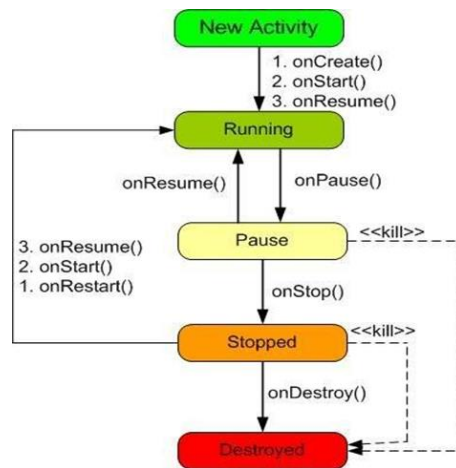 New Activity
1. onCreate()
2. onStart()
3. onResume()
Running
onResume()
onPause()
<<kill>>
Pause
3. onResume()
2. onStart()
1. onRestart()
onStop()
<<kill>>
Stopped
onDestroy()
Destroyed